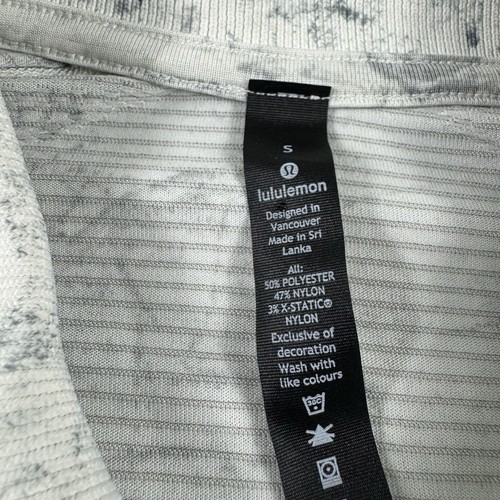 S
lululemon
Designed in
Vancouver
Made in Sri
Lanka
All:
50% POLYESTER
47% NYLON
3% X-STATIC®
NYLON
Exclusive of
decoration
Wash with
like colours
30C